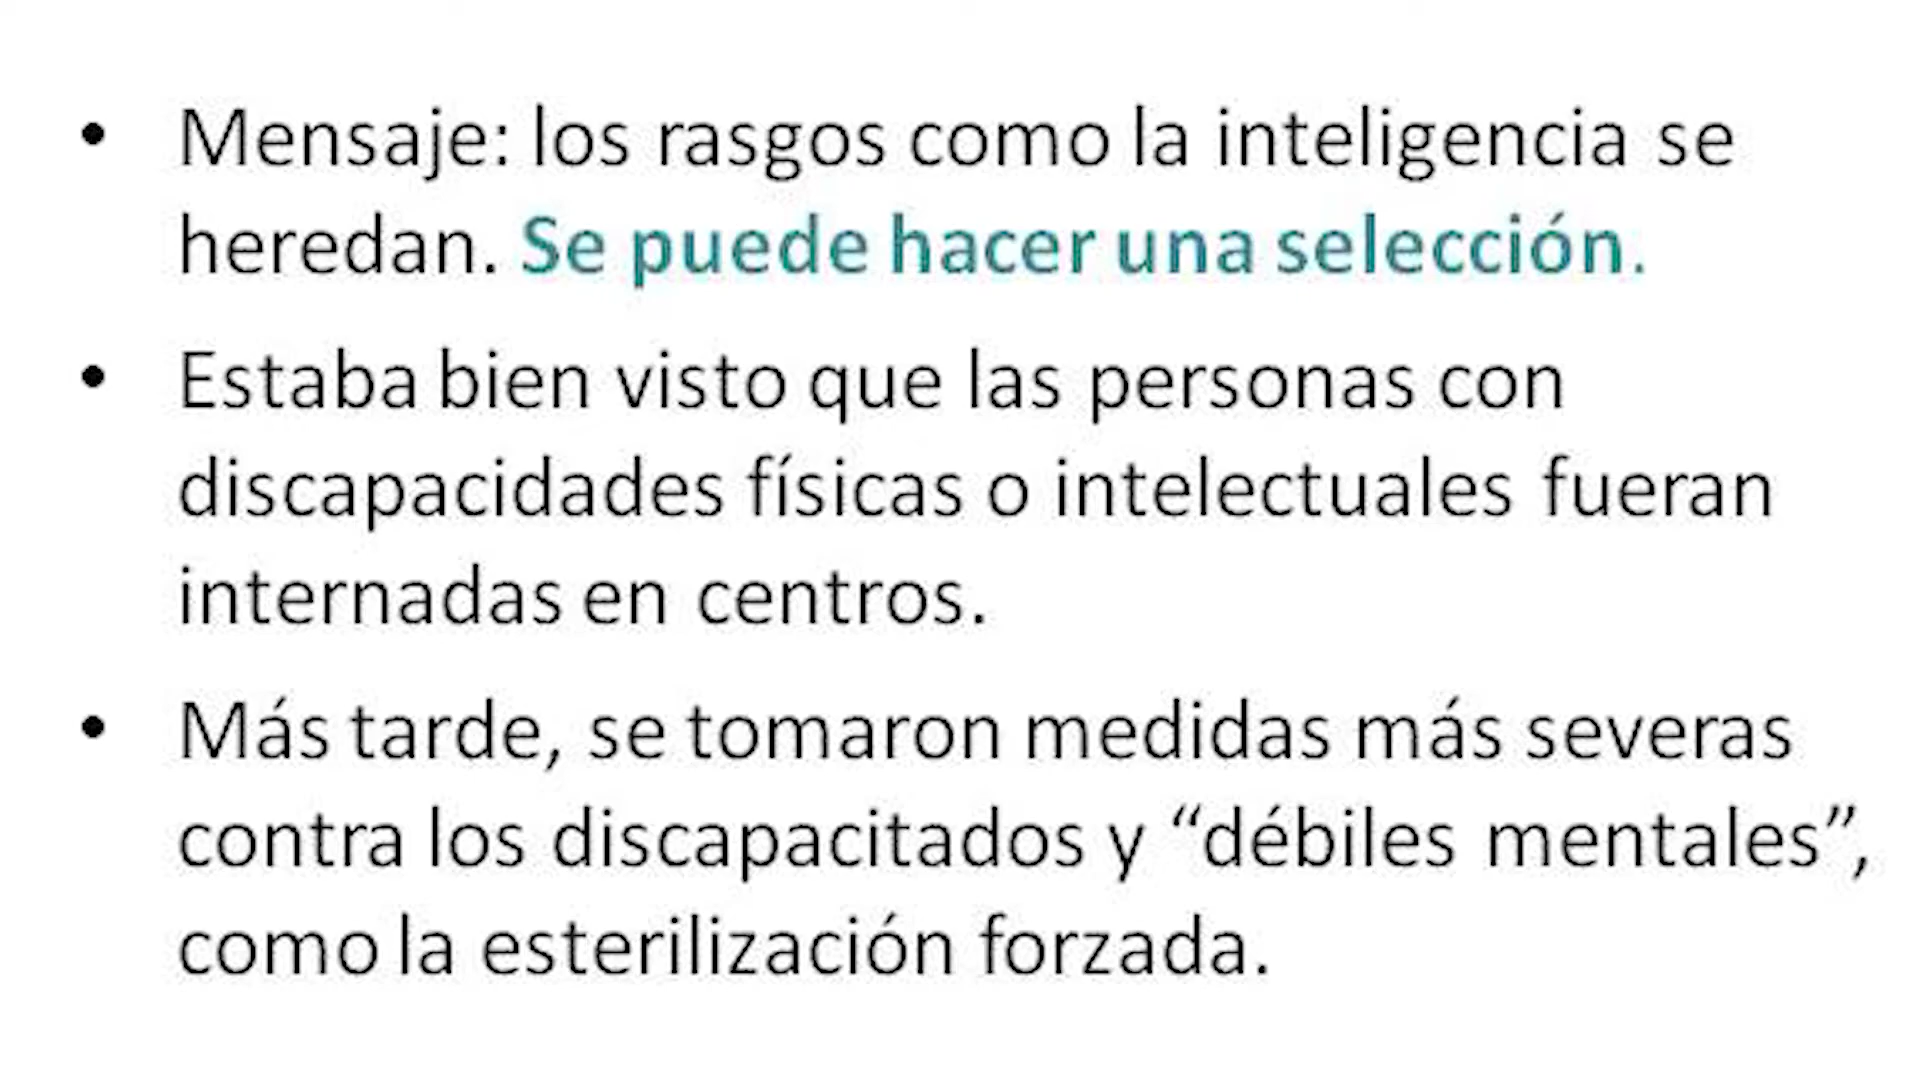 • Mensaje: los rasgos como la inteligencia se
heredan. Se puede hacer una selección.
• Estaba bien visto que las personas con
discapacidades físicas o intelectuales fueran
internadas en centros.
• Más tarde, se tomaron medidas más severas
contra los discapacitados y “débiles mentales”,
como la esterilización forzada.